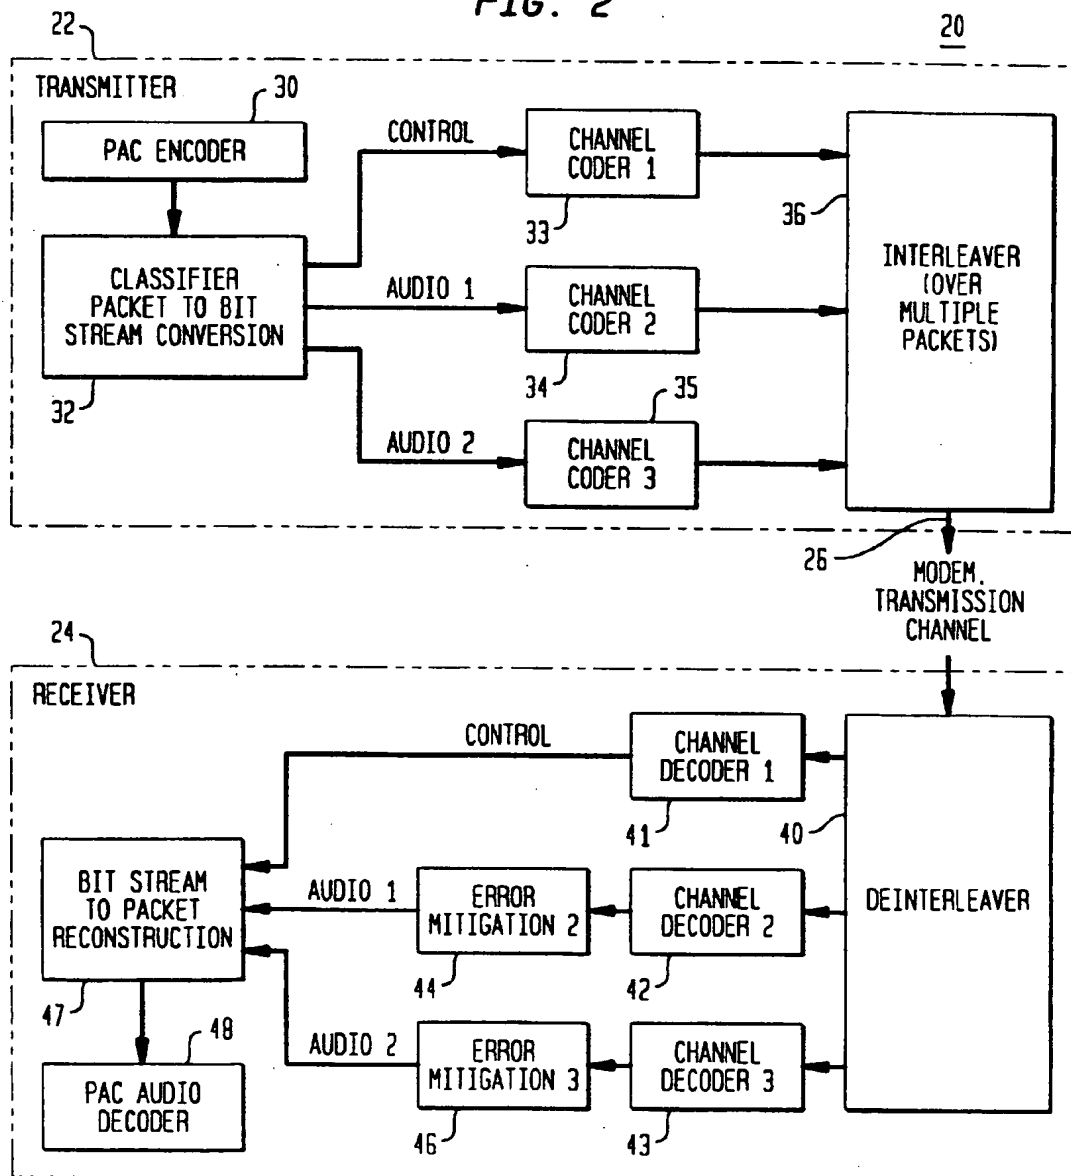 FIG. 2
22
20
TRANSMITTER
30
PAC ENCODER
CONTROL
CHANNEL
CODER 1
33
36
INTERLEAVER
(OVER
MULTIPLE
PACKETS)
CLASSIFIER
PACKET TO BIT
STREAM CONVERSION
32
AUDIO 1
CHANNEL
CODER 2
34
35
AUDIO 2
CHANNEL
CODER 3
26
MODEM.
TRANSMISSION
CHANNEL
24
RECEIVER
CONTROL
CHANNEL
DECODER 1
41
40
DEINTERLEAVER
BIT STREAM
TO PACKET
RECONSTRUCTION
47
AUDIO 1
ERROR
MITIGATION 2
44
CHANNEL
DECODER 2
42
48
AUDIO 2
ERROR
MITIGATION 3
46
CHANNEL
DECODER 3
43
PAC AUDIO
DECODER